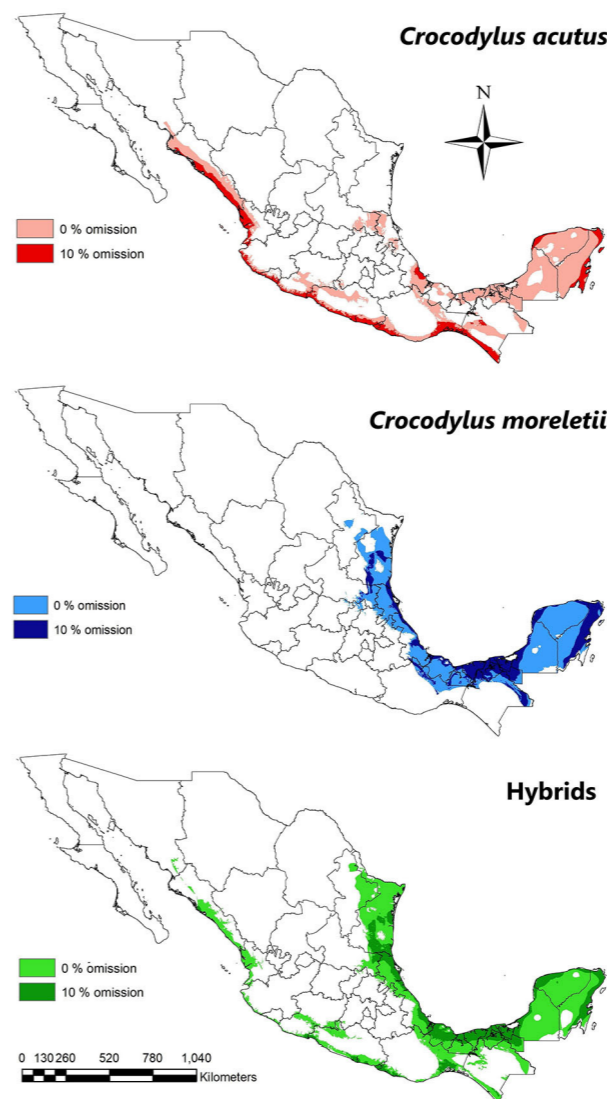 Crocodylus acutus
N
0 % omission
10 % omission
Crocodylus moreletii
0 % omission
10 % omission
Hybrids
0 % omission
10 % omission
0 130 260 520 780 1,040
Kilometers